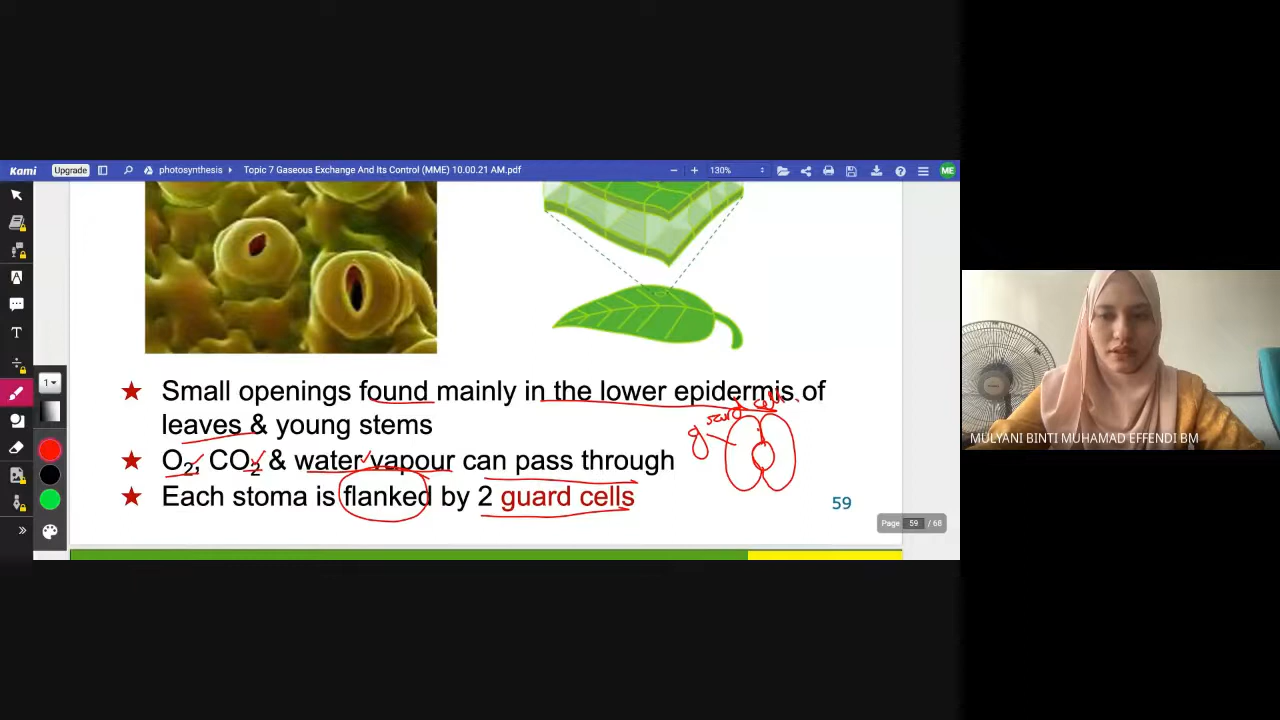 Kami
Upgrade
photosynthesis
Topic 7 Gaseous Exchange And Its Control (MME) 10.00.21 AM.pdf
130%
ME
1
Small openings found mainly in the lower epidermis of
leaves & young stems
guard cells
O2, CO2 & water vapour can pass through
Each stoma is flanked by 2 guard cells
59
Page 59 / 68
MULYANI BINTI MUHAMAD EFFENDI BM